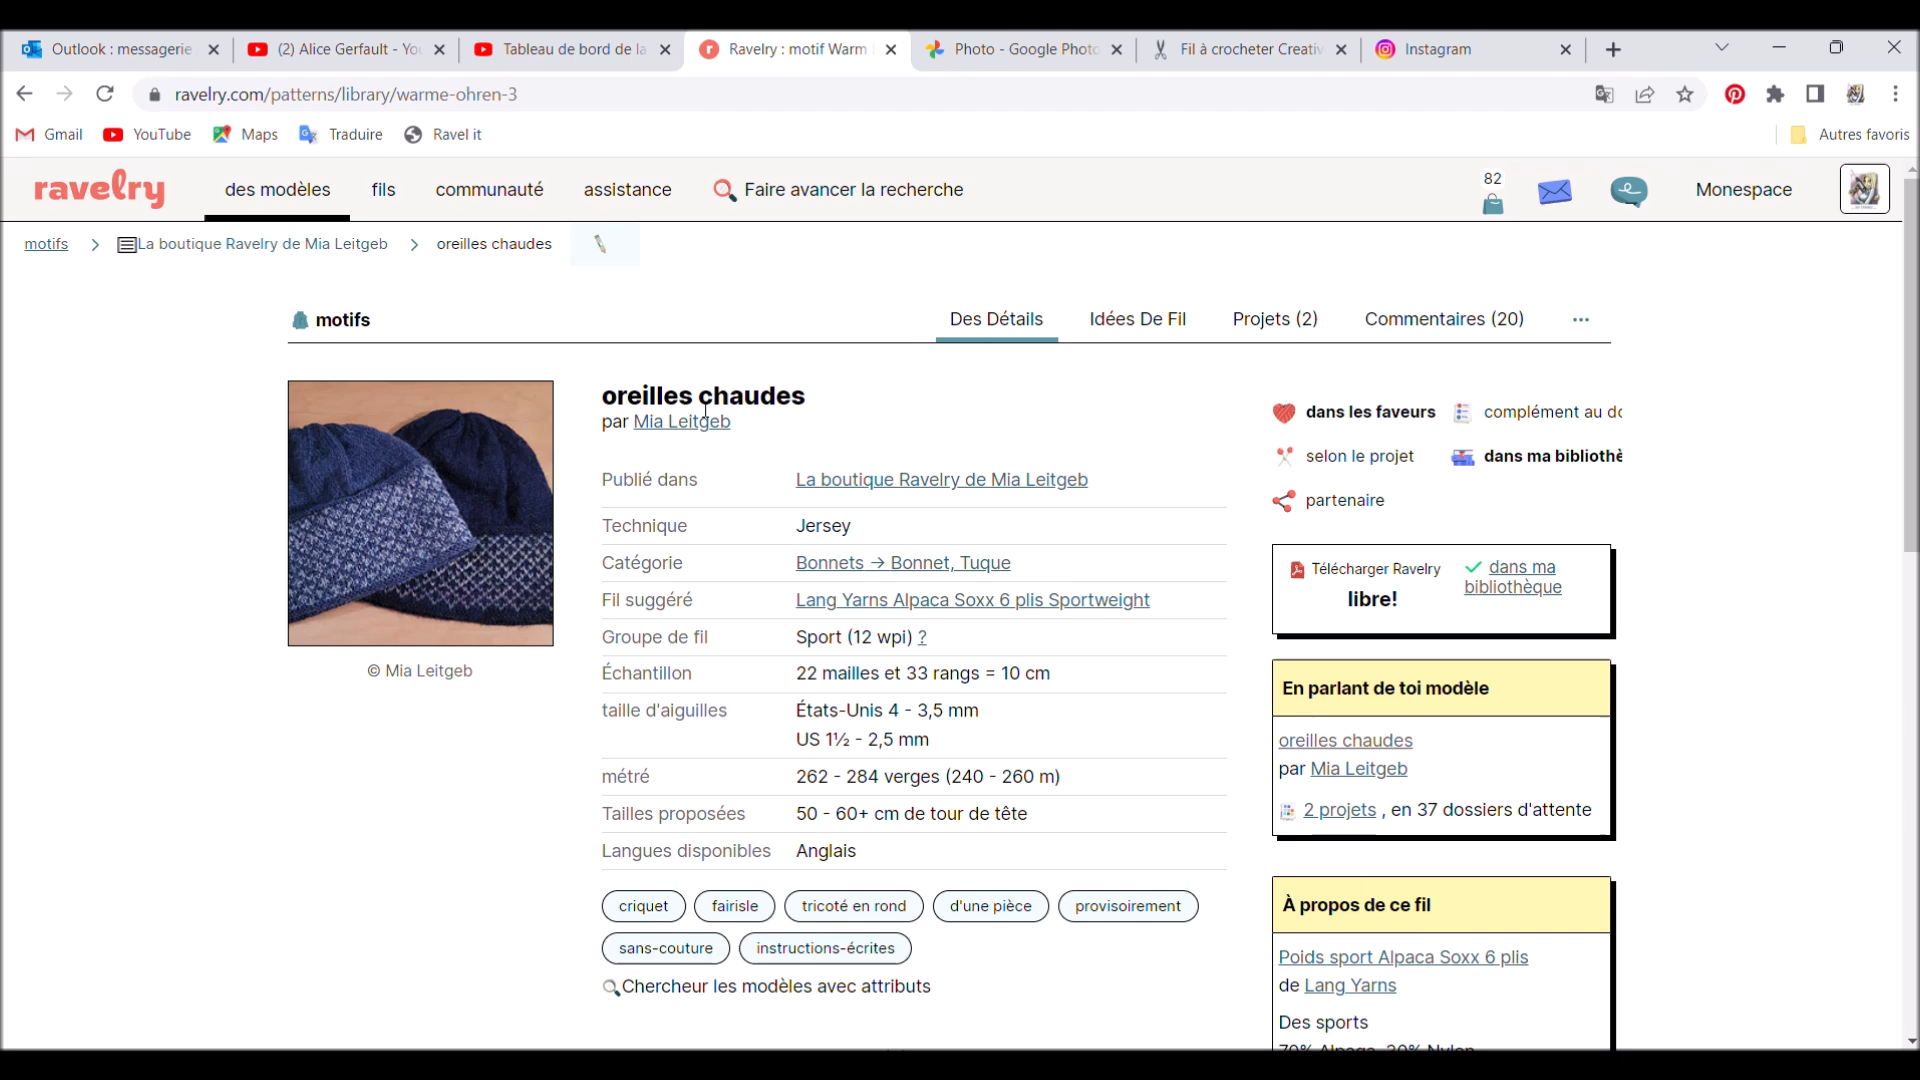 Outlook : messagerie
(2) Alice Gerfault - You
Tableau de bord de la
Ravelry : motif Warm
Photo - Google Photo
Fil à crocheter Creativ
Instagram
ravelry.com/patterns/library/warme-ohren-3
Gmail
YouTube
Maps
Traduire
Ravel it
Autres favoris
ravelry
des modèles
fils
communauté
assistance
Faire avancer la recherche
82
Monespace
motifs > La boutique Ravelry de Mia Leitgeb > oreilles chaudes
motifs
Des Détails
Idées De Fil
Projets (2)
Commentaires (20)
···
© Mia Leitgeb
oreilles chaudes
par Mia Leitgeb
Publié dans La boutique Ravelry de Mia Leitgeb
Technique Jersey
Catégorie Bonnets → Bonnet, Tuque
Fil suggéré Lang Yarns Alpaca Soxx 6 plis Sportweight
Groupe de fil Sport (12 wpi) ?
Échantillon 22 mailles et 33 rangs = 10 cm
taille d'aiguilles États-Unis 4 - 3,5 mm
US 1½ - 2,5 mm
métré 262 - 284 verges (240 - 260 m)
Tailles proposées 50 - 60+ cm de tour de tête
Langues disponibles Anglais
criquet
fairisle
tricoté en rond
d'une pièce
provisoirement
sans-couture
instructions-écrites
Chercheur les modèles avec attributs
dans les faveurs
complément au do
selon le projet
dans ma bibliothè
partenaire
Télécharger Ravelry
libre!
dans ma
bibliothèque
En parlant de toi modèle
oreilles chaudes
par Mia Leitgeb
2 projets , en 37 dossiers d'attente
À propos de ce fil
Poids sport Alpaca Soxx 6 plis
de Lang Yarns
Des sports
70% Alpaga, 30% Nylon